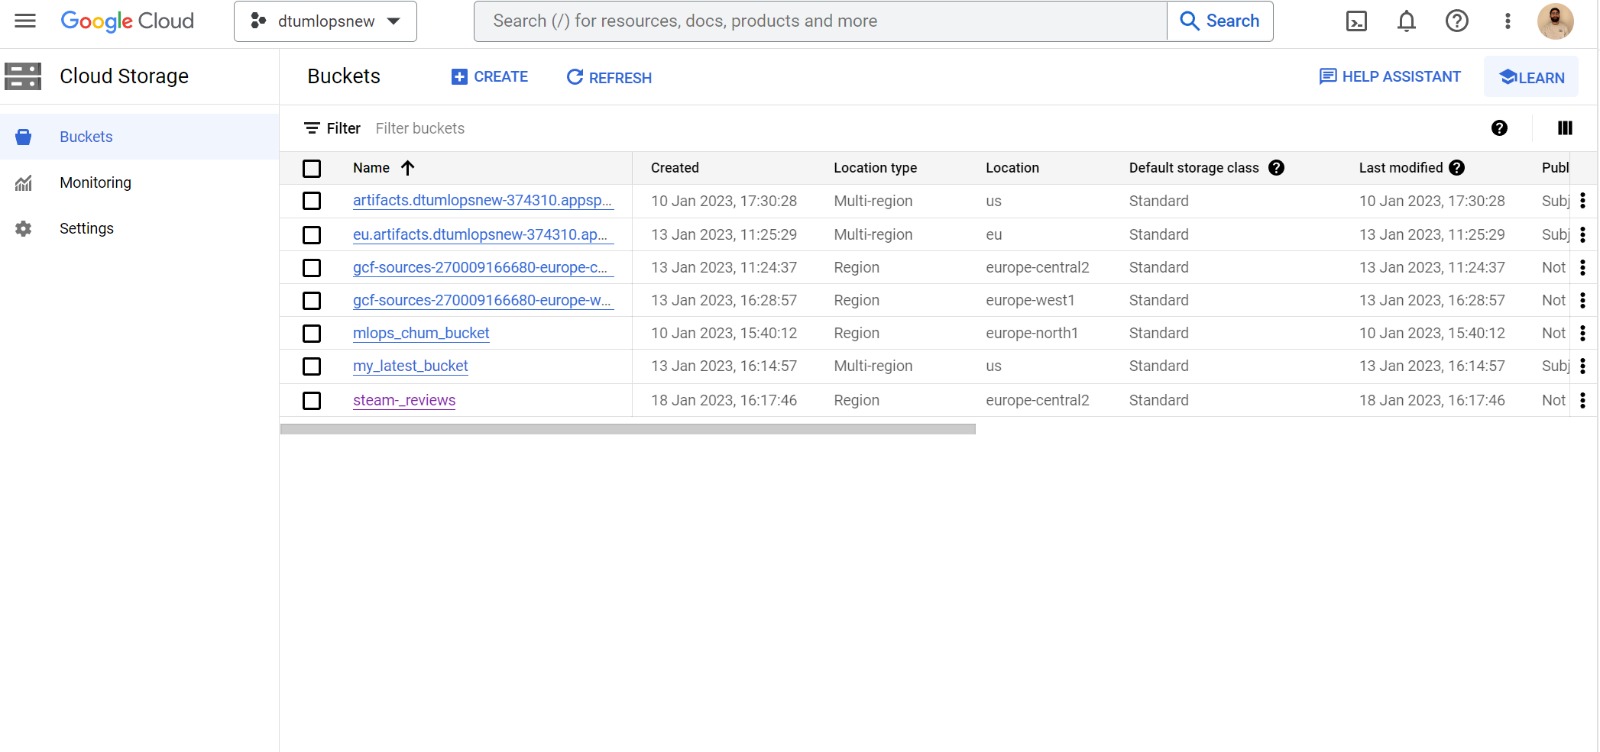 Google Cloud dtumlopsnew Search (/) for resources, docs, products and more Search
Cloud Storage Buckets CREATE REFRESH HELP ASSISTANT LEARN
Buckets
Monitoring
Settings
Filter Filter buckets
Name Created Location type Location Default storage class Last modified Publ
artifacts.dtumlopsnew-374310.appsp... 10 Jan 2023, 17:30:28 Multi-region us Standard 10 Jan 2023, 17:30:28 Subj
eu.artifacts.dtumlopsnew-374310.ap... 13 Jan 2023, 11:25:29 Multi-region eu Standard 13 Jan 2023, 11:25:29 Subj
gcf-sources-270009166680-europe-c... 13 Jan 2023, 11:24:37 Region europe-central2 Standard 13 Jan 2023, 11:24:37 Not
gcf-sources-270009166680-europe-w... 13 Jan 2023, 16:28:57 Region europe-west1 Standard 13 Jan 2023, 16:28:57 Not
mlops_chum_bucket 10 Jan 2023, 15:40:12 Region europe-north1 Standard 10 Jan 2023, 15:40:12 Not
my_latest_bucket 13 Jan 2023, 16:14:57 Multi-region us Standard 13 Jan 2023, 16:14:57 Subj
steam-_reviews 18 Jan 2023, 16:17:46 Region europe-central2 Standard 18 Jan 2023, 16:17:46 Not